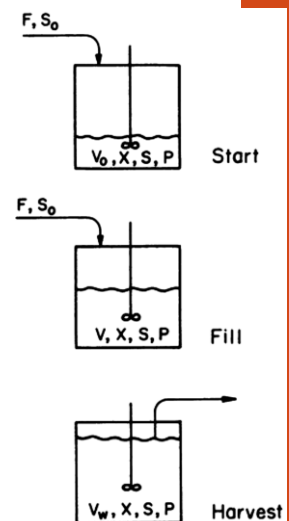 F, S₀
V₀, X, S, P
Start
F, S₀
V, X, S, P
Fill
V_w, X, S, P
Harvest